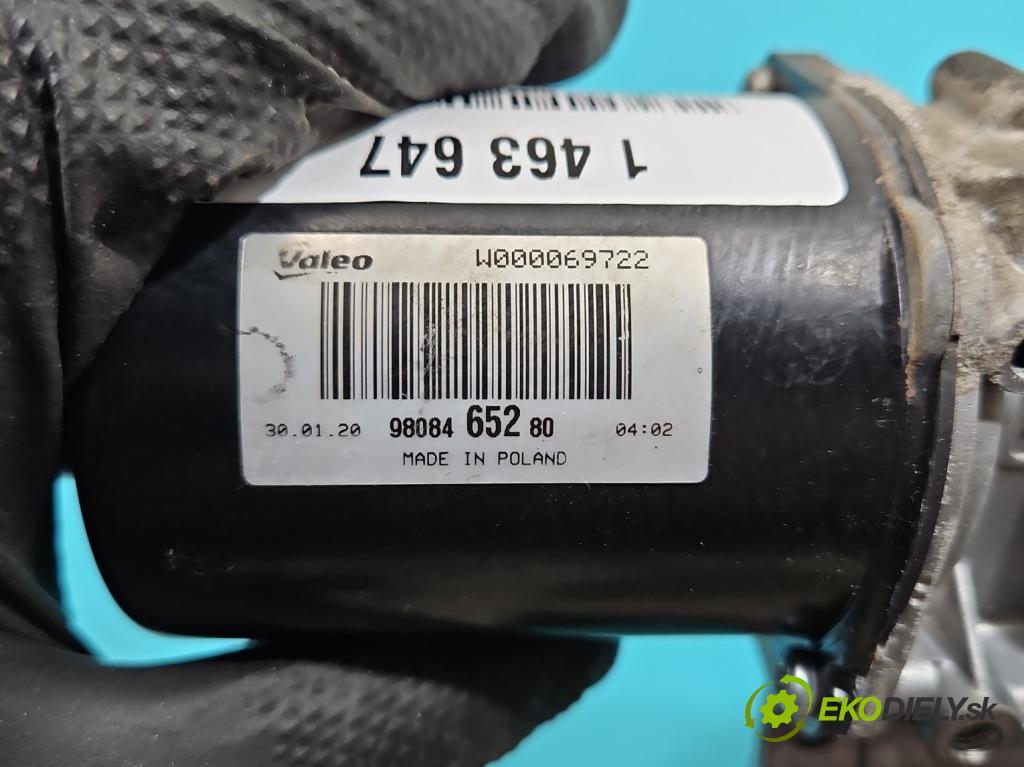 1 463 647
Valeo W000069722
30.01.20 98084 652 80 04:02
MADE IN POLAND
EKODIELY.sk